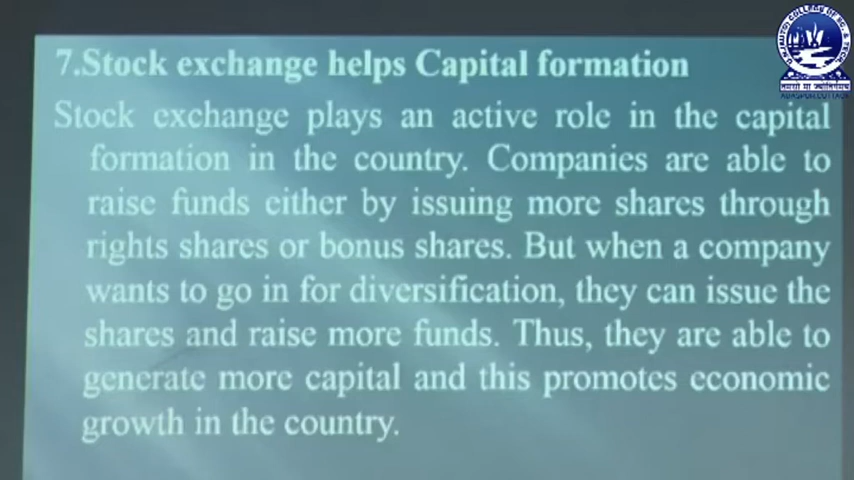 7.Stock exchange helps Capital formation
Stock exchange plays an active role in the capital
formation in the country. Companies are able to
raise funds either by issuing more shares through
rights shares or bonus shares. But when a company
wants to go in for diversification, they can issue the
shares and raise more funds. Thus, they are able to
generate more capital and this promotes economic
growth in the country.